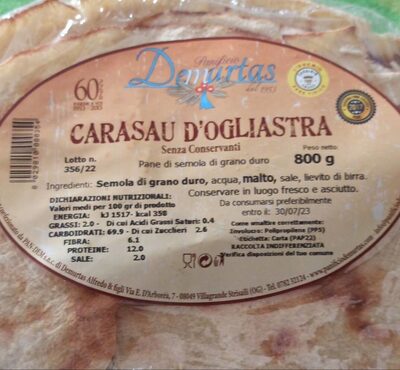 Panificio
Demurtas
dal 1953
60
CARASAU D'OGLIASTRA
Senza Conservanti
Lotto n.
356/22
Pane di semola di grano duro
Peso netto:
800 g
Ingredienti: Semola di grano duro, acqua, malto, sale, lievito di birra.
DICHIARAZIONI NUTRIZIONALI:
Valori medi per 100 gr di prodotto
ENERGIA: kJ 1517- kcal 358
GRASSI: 2.0 - Di cui Acidi Grassi Saturi: 0.4
CARBOIDRATI: 69.9 - Di cui Zuccheri 2.6
FIBRA: 6.1
PROTEINE: 12.0
SALE: 2.0
Conservare in luogo fresco e asciutto.
Da consumarsi preferibilmente
entro il: 30/07/23
Come smaltire correttamente:
Involucro: Polipropilene (PP5)
Etichetta: Carta (PAP22)
RACCOLTA INDIFFERENZIATA
Verifica disposizioni del tuo comune
di Demurtas Alfredo & figli Via E. D'Arborea, 7 - 08049 Villagrande Strisaili (OG) - Tel. 0782 32124 -